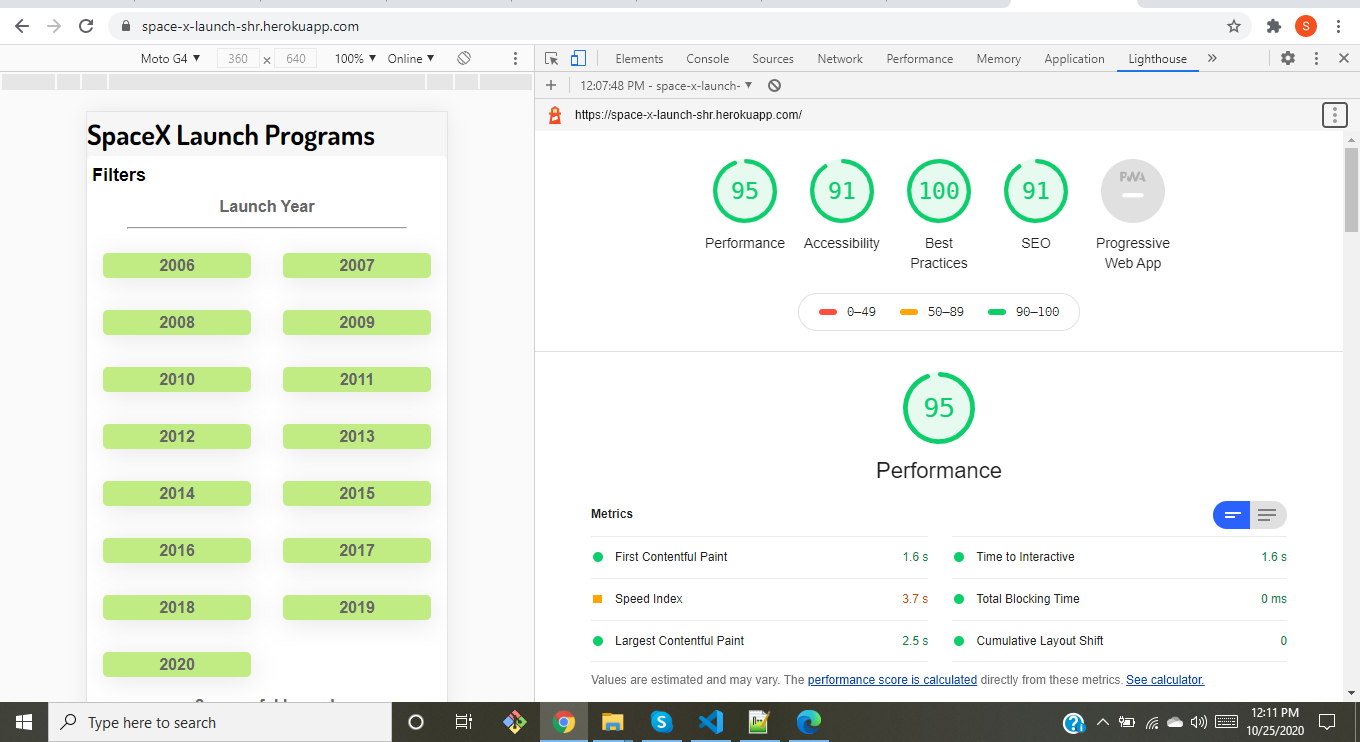 space-x-launch-shr.herokuapp.com
S
Moto G4 ▼ 360 × 640 100% ▼ Online ▼
Elements Console Sources Network Performance Memory Application Lighthouse »
12:07:48 PM - space-x-launch- ▼
https://space-x-launch-shr.herokuapp.com/
SpaceX Launch Programs
Filters
Launch Year
2006 2007
2008 2009
2010 2011
2012 2013
2014 2015
2016 2017
2018 2019
2020
95 91 100 91 PWA
Performance Accessibility Best Practices SEO Progressive Web App
0–49 50–89 90–100
95
Performance
Metrics
First Contentful Paint 1.6 s Time to Interactive 1.6 s
Speed Index 3.7 s Total Blocking Time 0 ms
Largest Contentful Paint 2.5 s Cumulative Layout Shift 0
Values are estimated and may vary. The performance score is calculated directly from these metrics. See calculator.
Type here to search
12:11 PM
10/25/2020